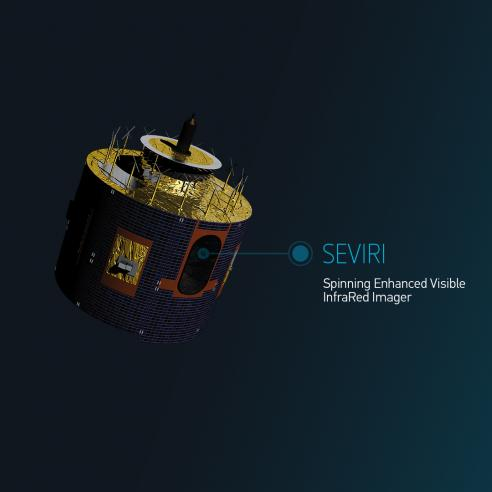 SEVIRI
Spinning Enhanced Visible
InfraRed Imager